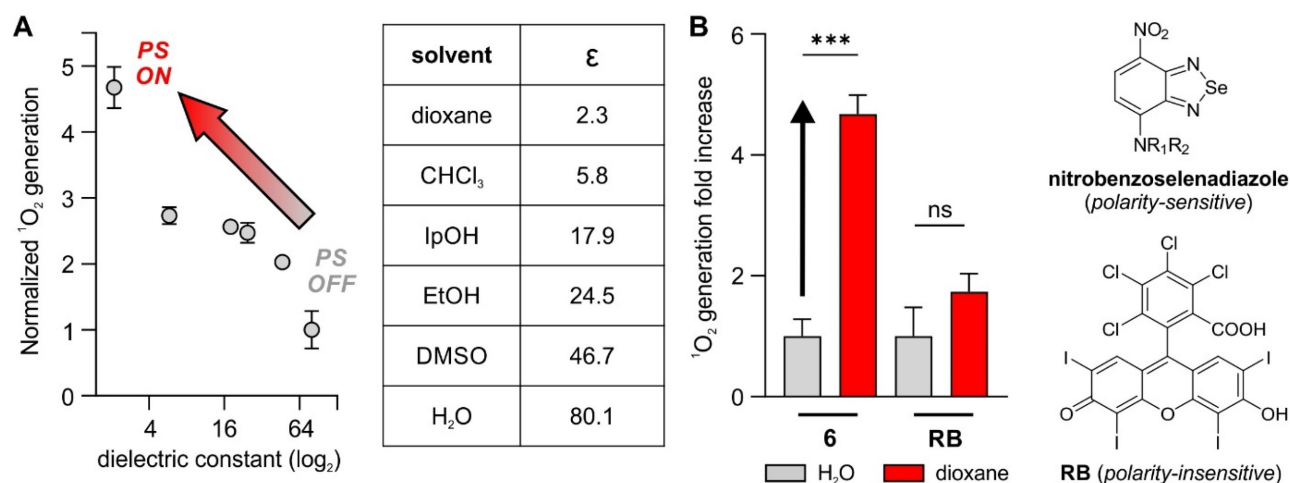 A
Normalized ¹O₂ generation
5
4
3
2
1
0
PS
ON
PS
OFF
4 16 64
dielectric constant (log₂)
solvent ε
dioxane 2.3
CHCl₃ 5.8
IpOH 17.9
EtOH 24.5
DMSO 46.7
H₂O 80.1
B
¹O₂ generation fold increase
6
4
2
0
***
ns
6 RB
H₂O dioxane
NO₂
N
Se
N
NR₁R₂
nitrobenzoselenadiazole
(polarity-sensitive)
Cl
Cl Cl
Cl COOH
I I
O O OH
I I
RB (polarity-insensitive)